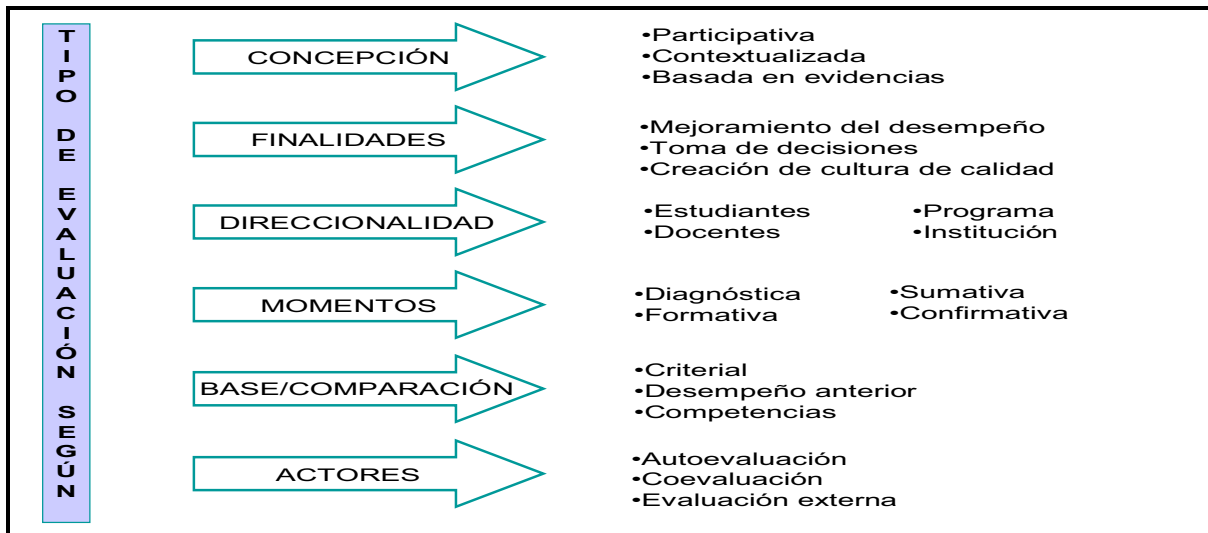 TIPO DE EVALUACIÓN SEGÚN
CONCEPCIÓN
•Participativa
•Contextualizada
•Basada en evidencias
FINALIDADES
•Mejoramiento del desempeño
•Toma de decisiones
•Creación de cultura de calidad
DIRECCIONALIDAD
•Estudiantes •Programa
•Docentes •Institución
MOMENTOS
•Diagnóstica •Sumativa
•Formativa •Confirmativa
BASE/COMPARACIÓN
•Criterial
•Desempeño anterior
•Competencias
ACTORES
•Autoevaluación
•Coevaluación
•Evaluación externa